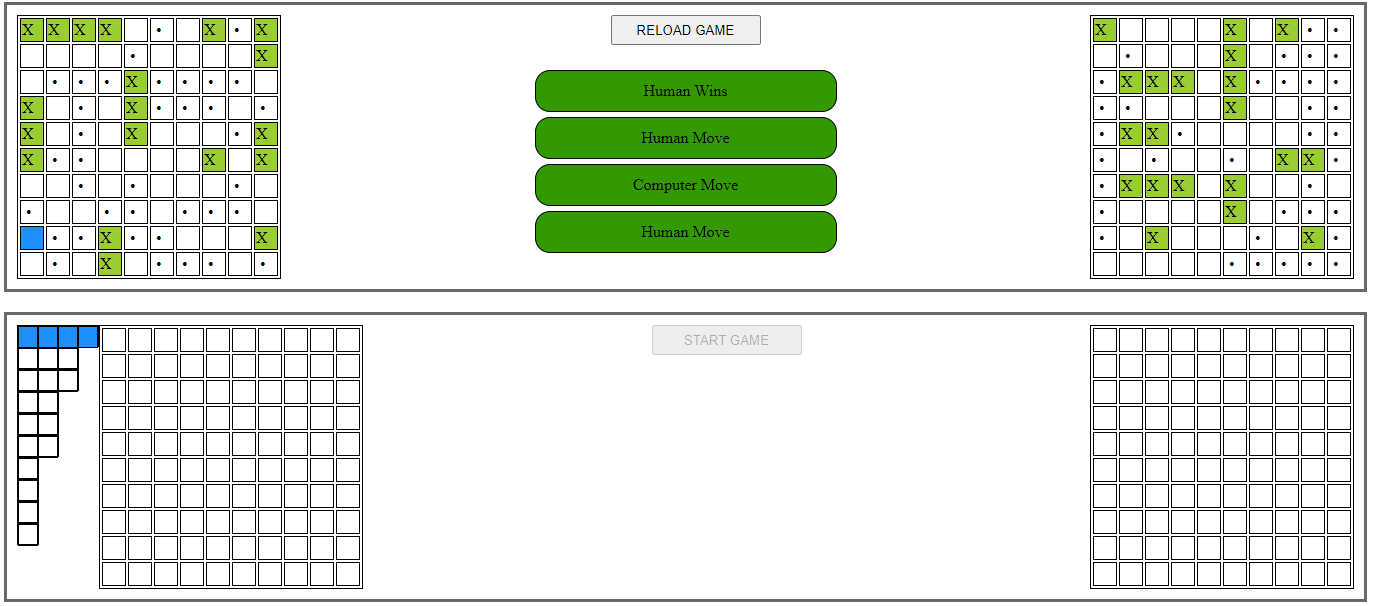 X X X X • X • X
• X
• • • X • • • •
X • X • • • •
X • X • X
X • • X X
• • •
• • • • • •
• • X • • X
• X • • • •
RELOAD GAME
Human Wins
Human Move
Computer Move
Human Move
X X X • •
• X • • •
• X X X X • • • •
• • X • •
• X X • • •
• • • X X •
• X X X X •
• X • • •
• X • X •
• • • • •
START GAME